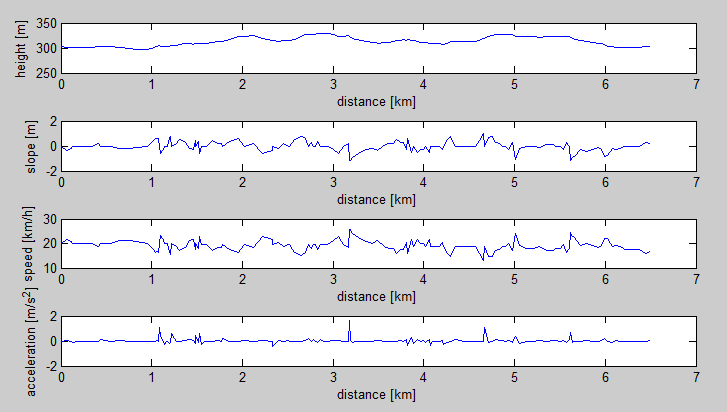 height [m]
350
300
250
0 1 2 3 4 5 6 7
distance [km]
slope [m]
2
0
-2
0 1 2 3 4 5 6 7
distance [km]
speed [km/h]
30
20
10
0 1 2 3 4 5 6 7
distance [km]
acceleration [m/s²]
2
0
-2
0 1 2 3 4 5 6 7
distance [km]